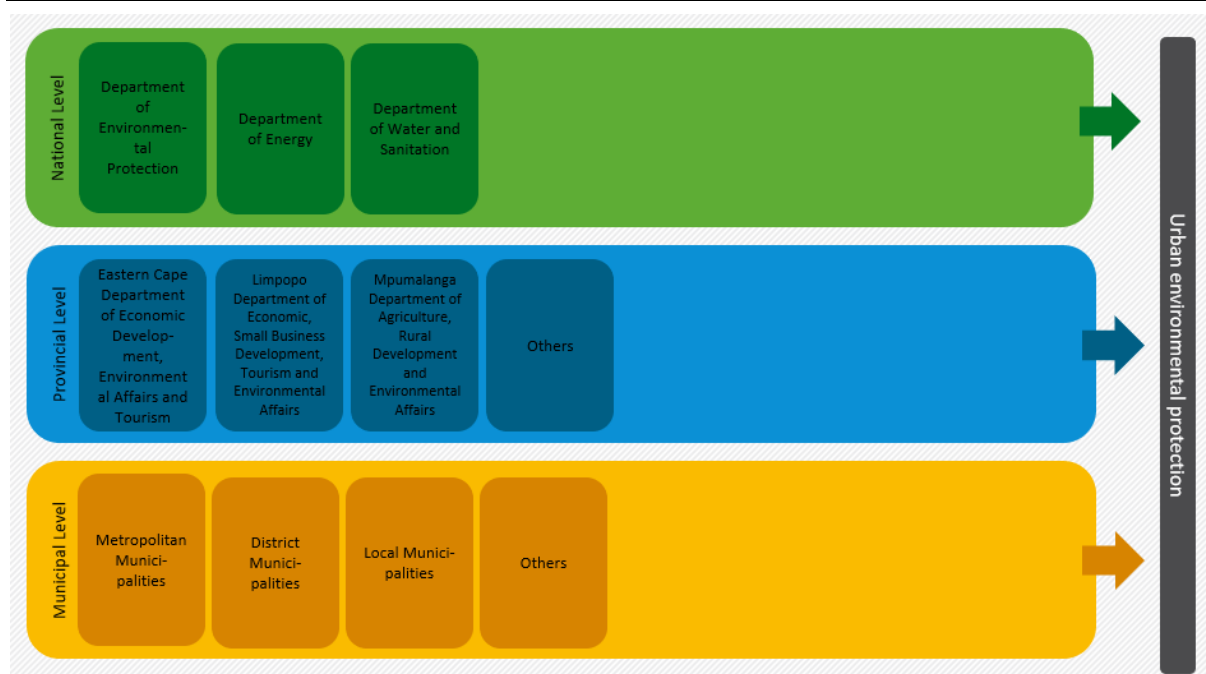 National Level
Department
of
Environmen-
tal
Protection
Department
of Energy
Department
of Water and
Sanitation
Provincial Level
Eastern Cape
Department
of Economic
Develop-
ment,
Environment
al Affairs and
Tourism
Limpopo
Department of
Economic,
Small Business
Development,
Tourism and
Environmental
Affairs
Mpumalanga
Department of
Agriculture,
Rural
Development
and
Environmental
Affairs
Others
Municipal Level
Metropolitan
Munici-
palities
District
Munici-
palities
Local Munici-
palities
Others
Urban environmental protection